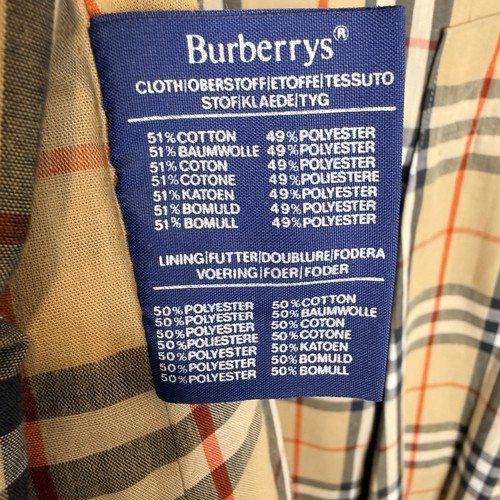 Burberrys®
CLOTH|OBERSTOFF|ETOFFE|TESSUTO
STOF|KLAEDE|TYG
51%COTTON 49%POLYESTER
51%BAUMWOLLE 49%POLYESTER
51%COTON 49%POLYESTER
51%COTONE 49%POLIESTERE
51%KATOEN 49%POLYESTER
51%BOMULD 49%POLYESTER
51%BOMULL 49%POLYESTER
LINING|FUTTER|DOUBLURE|FODERA
VOERING|FOER|FODER
50%POLYESTER 50%COTTON
50%POLYESTER 50%BAUMWOLLE
50%POLYESTER 50%COTON
50%POLIESTERE 50%COTONE
50%POLYESTER 50%KATOEN
50%POLYESTER 50%BOMULD
50%POLYESTER 50%BOMULL